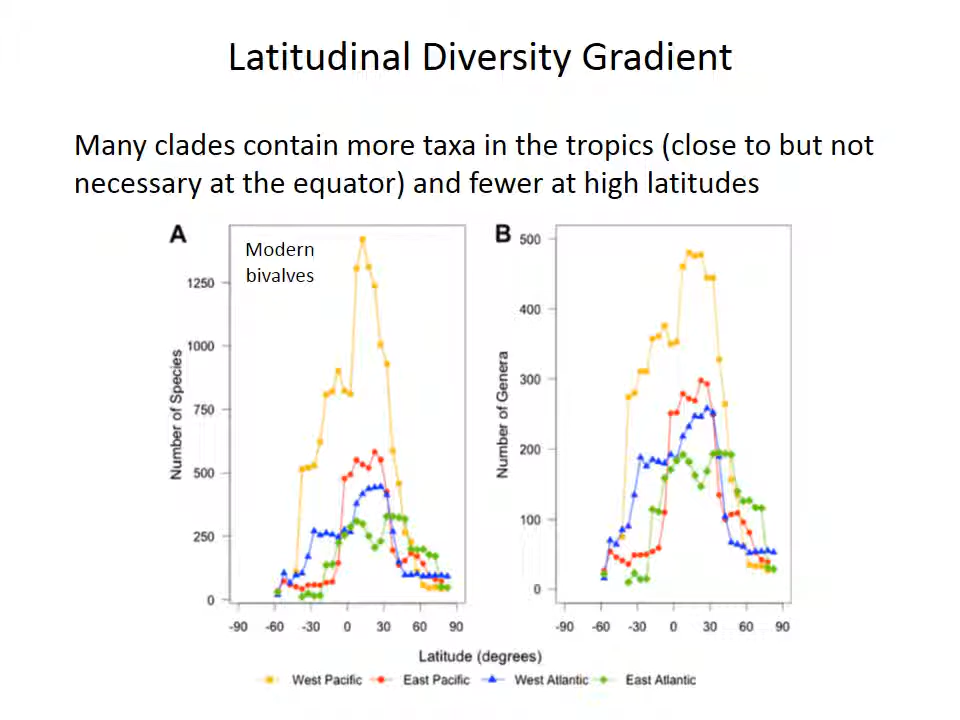 Latitudinal Diversity Gradient
Many clades contain more taxa in the tropics (close to but not
necessary at the equator) and fewer at high latitudes
A
Modern
bivalves
Number of Species
1250
1000
750
500
250
0
-90 -60 -30 0 30 60 90
B
Number of Genera
500
400
300
200
100
0
-90 -60 -30 0 30 60 90
Latitude (degrees)
West Pacific East Pacific West Atlantic East Atlantic